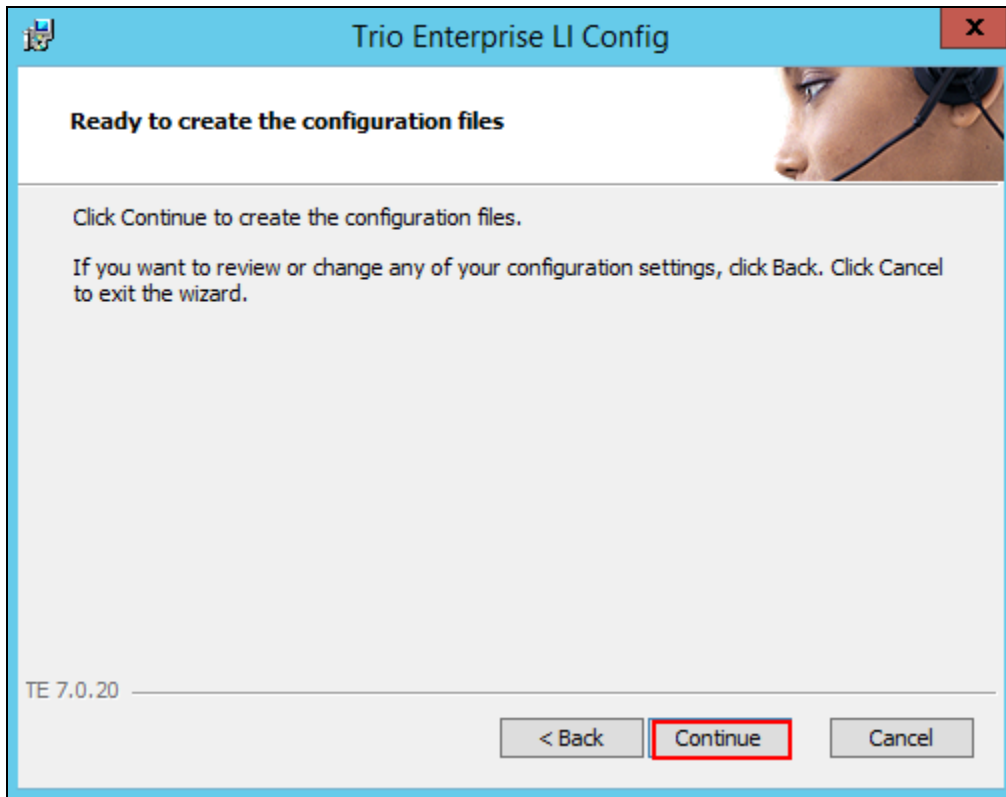 Trio Enterprise LI Config
x
Ready to create the configuration files
Click Continue to create the configuration files.
If you want to review or change any of your configuration settings, click Back. Click Cancel
to exit the wizard.
TE 7.0.20
< Back Continue Cancel